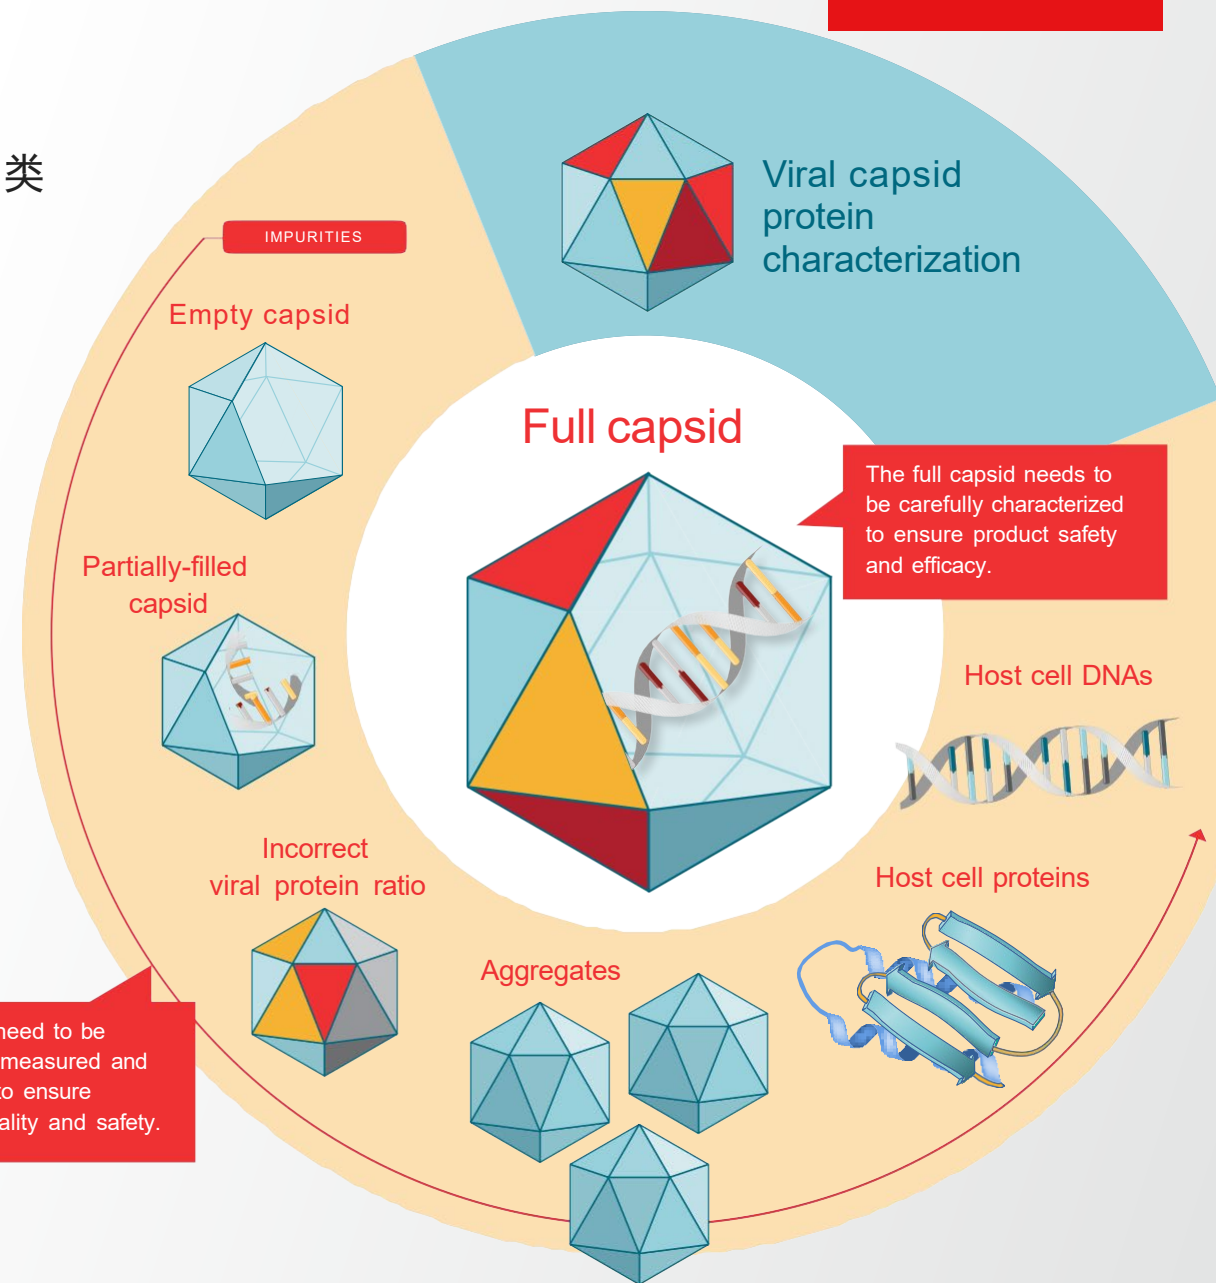 类
Viral capsid
protein
characterization
IMPURITIES
Empty capsid
Full capsid
The full capsid needs to
be carefully characterized
to ensure product safety
and efficacy.
Partially-filled
capsid
Host cell DNAs
Incorrect
viral protein ratio
Host cell proteins
Aggregates
need to be
measured and
to ensure
ality and safety.